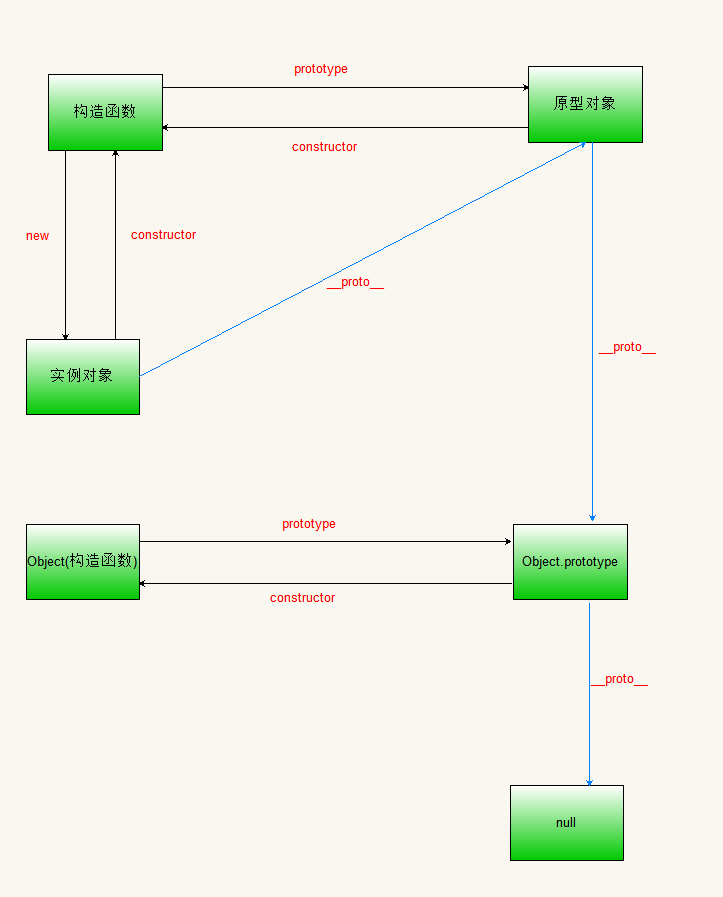 prototype
构造函数
原型对象
constructor
new
constructor
__proto__
__proto__
实例对象
prototype
Object(构造函数)
Object.prototype
constructor
__proto__
null